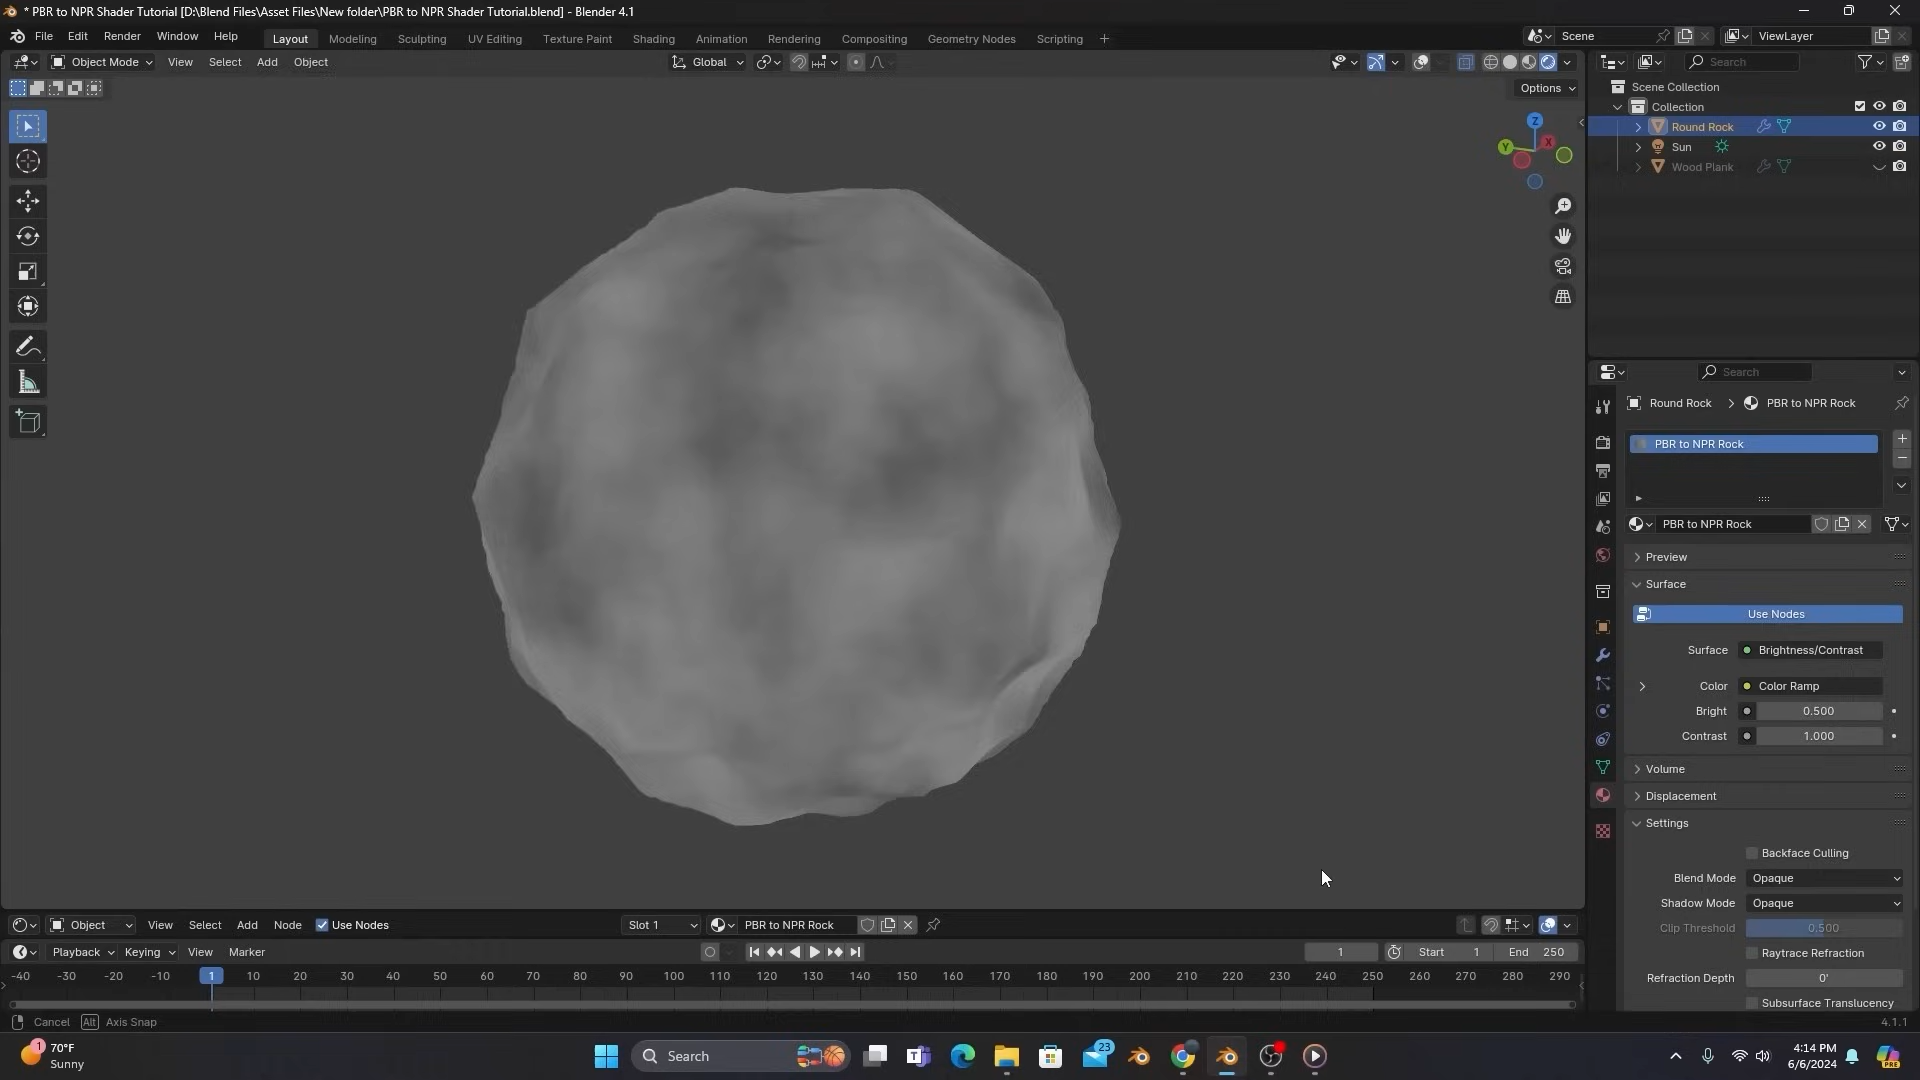 * PBR to NPR Shader Tutorial [D:\Blend Files\Asset Files\New folder\PBR to NPR Shader Tutorial.blend] - Blender 4.1
File Edit Render Window Help
Layout Modeling Sculpting UV Editing Texture Paint Shading Animation Rendering Compositing Geometry Nodes Scripting +
Scene
ViewLayer
Object Mode View Select Add Object
Global
Options
Search
Scene Collection
Collection
Round Rock
Sun
Wood Plank
Z
Y
X
Search
Round Rock > PBR to NPR Rock
PBR to NPR Rock
PBR to NPR Rock
Preview
Surface
Use Nodes
Surface Brightness/Contrast
Color Color Ramp
Bright 0.500
Contrast 1.000
Volume
Displacement
Settings
Backface Culling
Blend Mode Opaque
Shadow Mode Opaque
Clip Threshold 0.500
Raytrace Refraction
Refraction Depth 0'
Subsurface Translucency
Object View Select Add Node Use Nodes
Slot 1
PBR to NPR Rock
Playback Keying View Marker
1
Start 1
End 250
-40 -30 -20 -10 1 10 20 30 40 50 60 70 80 90 100 110 120 130 140 150 160 170 180 190 200 210 220 230 240 250 260 270 280 290
Cancel Alt Axis Snap
4.1.1
1
70°F
Sunny
Search
T
23
4:14 PM
6/6/2024
PRE